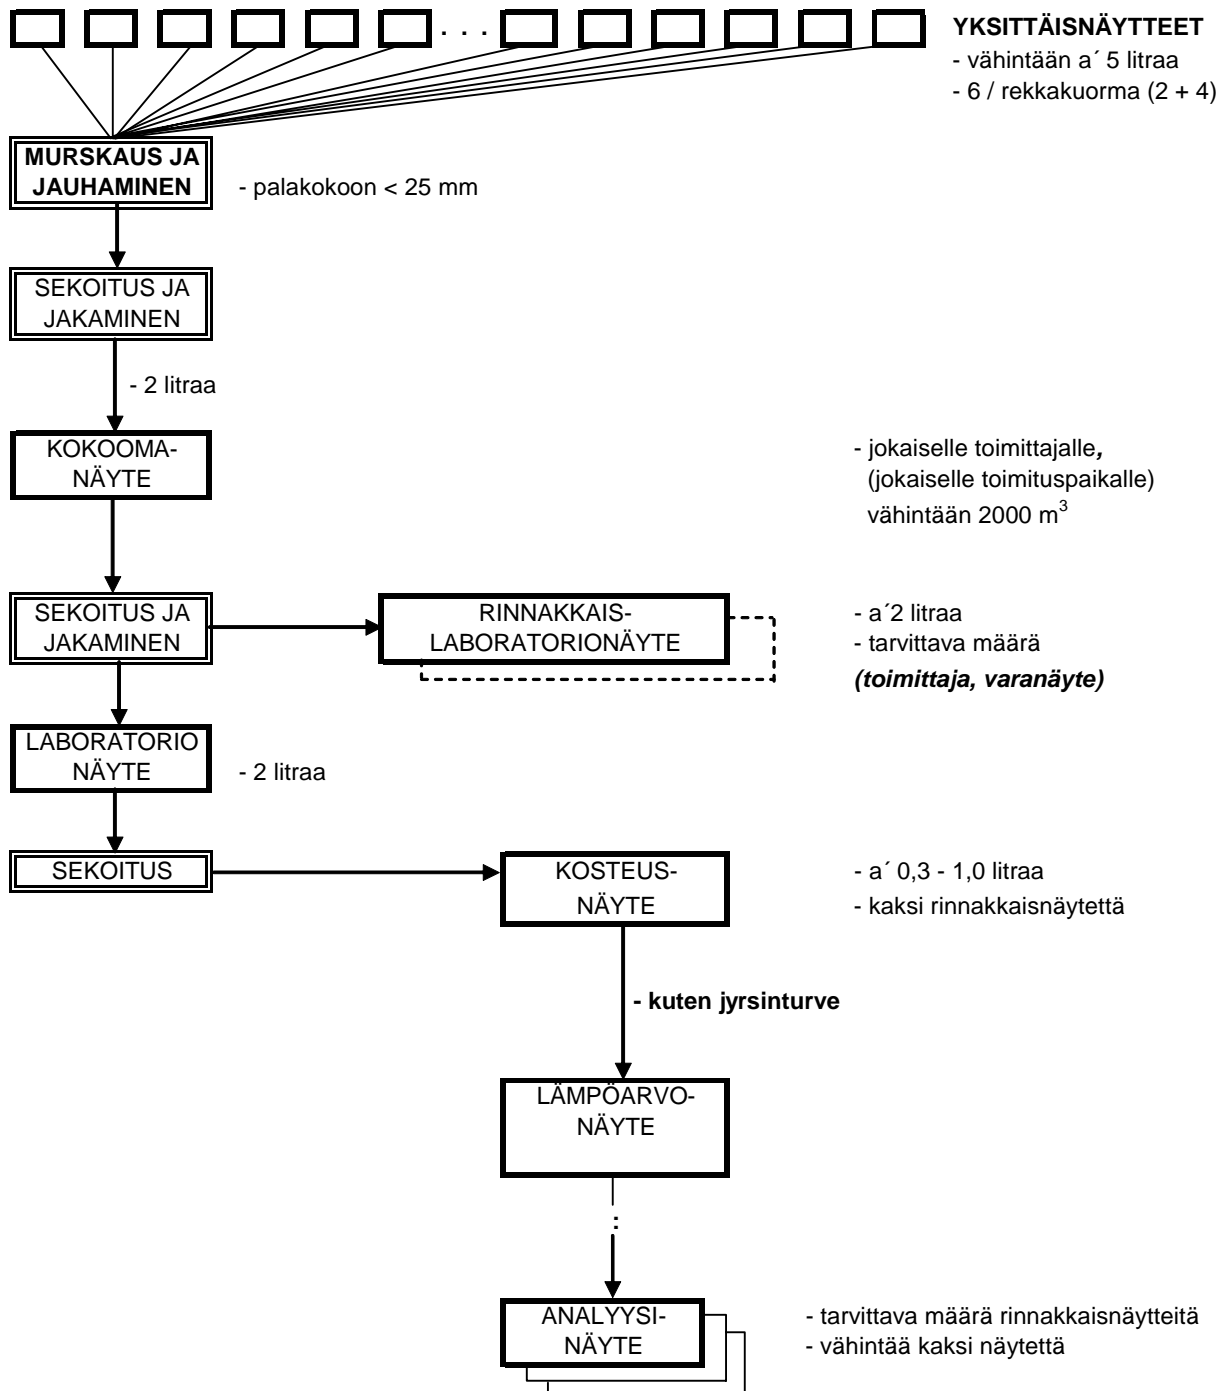 . . .
YKSITTÄISNÄYTTEET
- vähintään a´ 5 litraa
- 6 / rekkakuorma (2 + 4)
MURSKAUS JA
JAUHAMINEN
- palakokoon < 25 mm
SEKOITUS JA
JAKAMINEN
- 2 litraa
KOKOOMA-
NÄYTE
- jokaiselle toimittajalle,
(jokaiselle toimituspaikalle)
vähintään 2000 m³
SEKOITUS JA
JAKAMINEN
RINNAKKAIS-
LABORATORIONÄYTE
- a´2 litraa
- tarvittava määrä
(toimittaja, varanäyte)
LABORATORIO
NÄYTE
- 2 litraa
SEKOITUS
KOSTEUS-
NÄYTE
- a´ 0,3 - 1,0 litraa
- kaksi rinnakkaisnäytettä
- kuten jyrsinturve
LÄMPÖARVO-
NÄYTE
:
ANALYYSI-
NÄYTE
- tarvittava määrä rinnakkaisnäytteitä
- vähintää kaksi näytettä